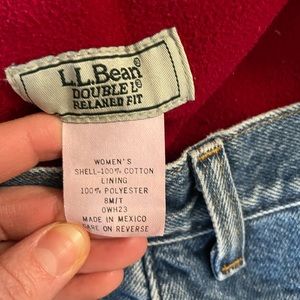 L.L.Bean®
DOUBLE L®
RELAXED FIT
WOMEN'S
SHELL-100% COTTON
LINING
100% POLYESTER
8M/T
0WH23
MADE IN MEXICO
CARE ON REVERSE